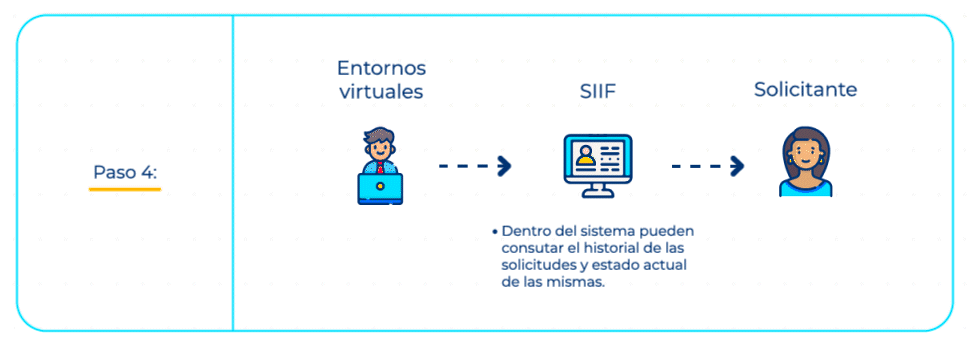 Paso 4:
Entornos
virtuales
SIIF
Solicitante
• Dentro del sistema pueden
consutar el historial de las
solicitudes y estado actual
de las mismas.